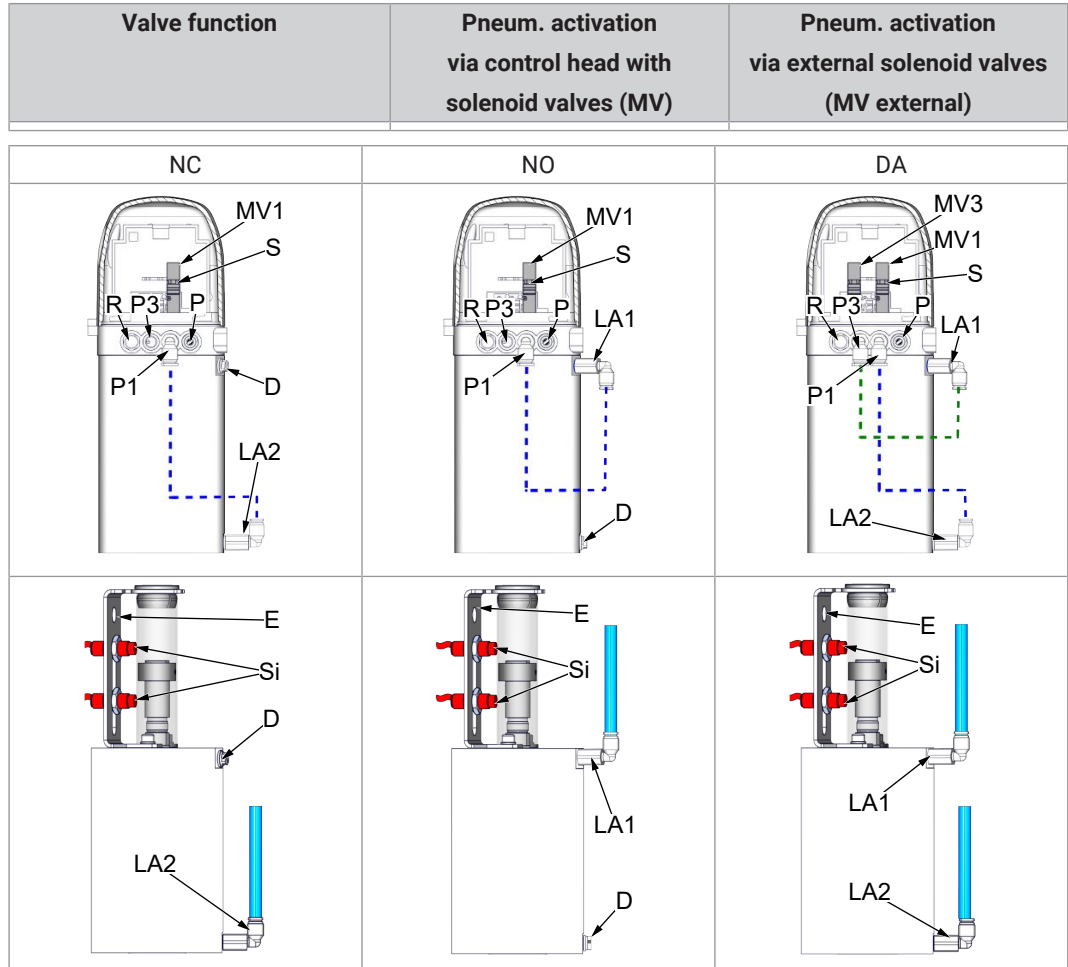 Valve function
Pneum. activation
via control head with
solenoid valves (MV)
Pneum. activation
via external solenoid valves
(MV external)
NC
NO
DA
MV1
S
R P3 P
P1
D
LA2
MV1
S
R P3 P
LA1
P1
D
MV3
MV1
S
R P3 P
LA1
P1
LA2
E
Si
D
LA2
E
Si
LA1
D
E
Si
LA1
LA2